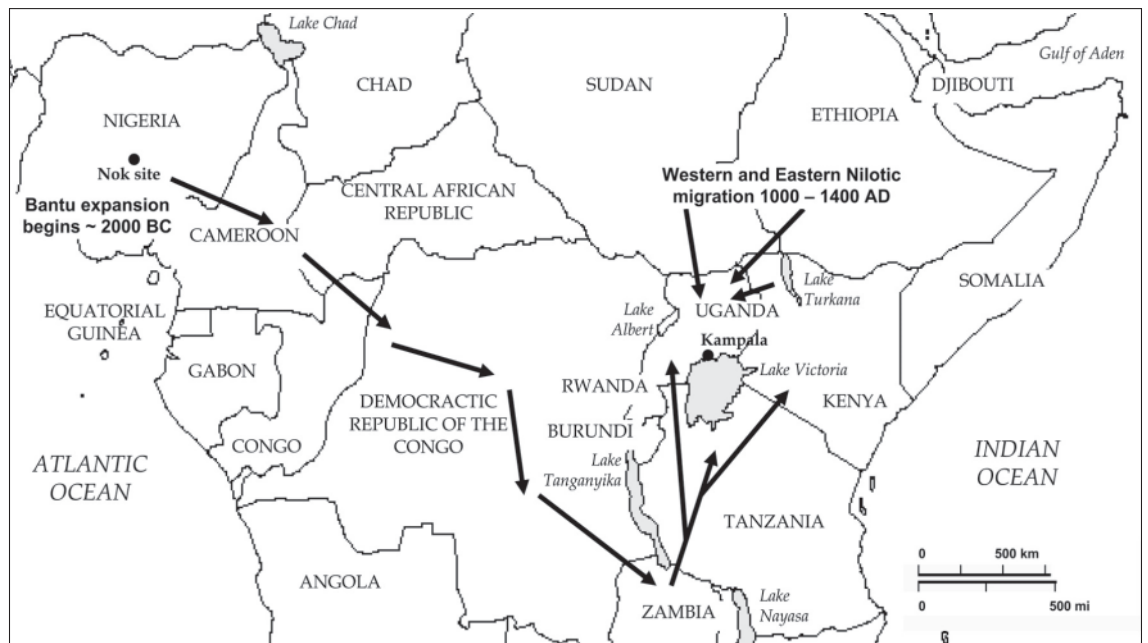 Lake Chad
Gulf of Aden
CHAD
SUDAN
DJIBOUTI
NIGERIA
ETHIOPIA
Nok site
Western and Eastern Nilotic
migration 1000 – 1400 AD
CENTRAL AFRICAN
REPUBLIC
Bantu expansion
begins ~ 2000 BC
CAMEROON
SOMALIA
Lake
Turkana
EQUATORIAL
GUINEA
Lake
Albert
UGANDA
Kampala
GABON
Lake Victoria
RWANDA
KENYA
DEMOCRACTIC
REPUBLIC OF THE
CONGO
BURUNDI
CONGO
ATLANTIC
OCEAN
INDIAN
OCEAN
Lake
Tanganyika
TANZANIA
ANGOLA
ZAMBIA
Lake
Nayasa
0 500 km
0 500 mi